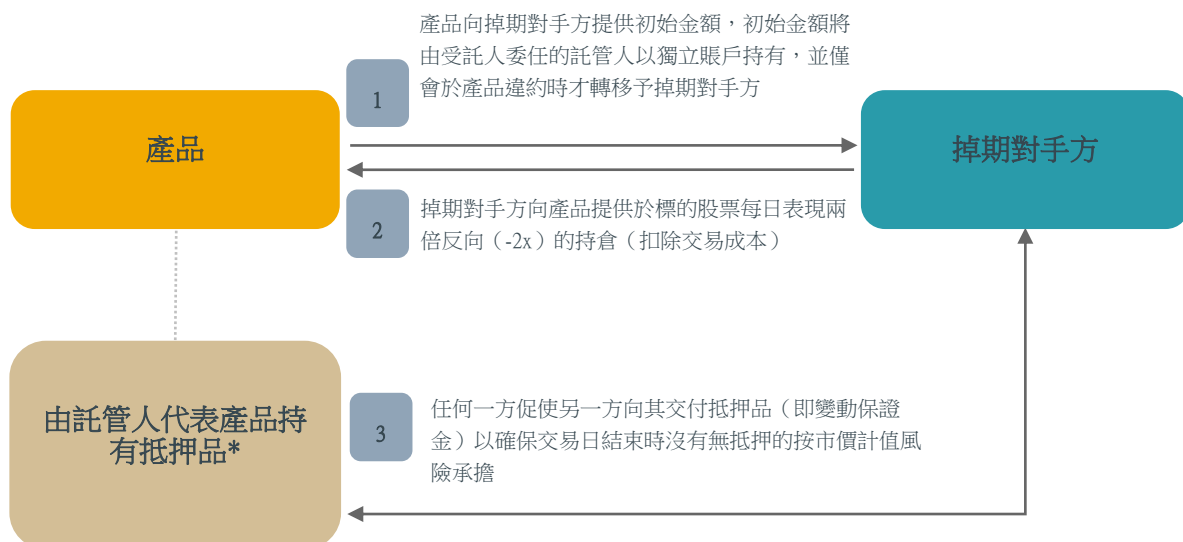 產品向掉期對手方提供初始金額，初始金額將
由受託人委任的託管人以獨立賬戶持有，並僅
會於產品違約時才轉移予掉期對手方
1
產品
掉期對手方
2
掉期對手方向產品提供於標的股票每日表現兩
倍反向（-2x）的持倉（扣除交易成本）
由託管人代表產品持
有抵押品*
3
任何一方促使另一方向其交付抵押品（即變動保證
金）以確保交易日結束時沒有無抵押的按市價計值風
險承擔